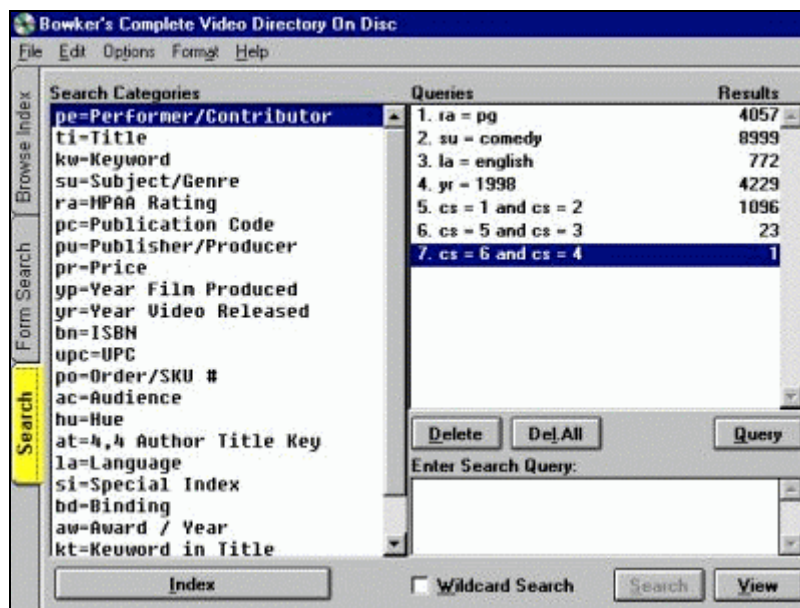 Bowker's Complete Video Directory On Disc
File Edit Options Format Help
Browse Index
Form Search
Search
Search Categories
pe=Performer/Contributor
ti=Title
kw=Keyword
su=Subject/Genre
ra=MPAA Rating
pc=Publication Code
pu=Publisher/Producer
pr=Price
yp=Year Film Produced
yr=Year Video Released
bn=ISBN
upc=UPC
po=Order/SKU #
ac=Audience
hu=Hue
at=4,4 Author Title Key
la=Language
si=Special Index
bd=Binding
aw=Award / Year
kt=Keyword in Title
Index
Queries Results
1. ra = pg 4057
2. su = comedy 8999
3. la = english 772
4. yr = 1998 4229
5. cs = 1 and cs = 2 1096
6. cs = 5 and cs = 3 23
7. cs = 6 and cs = 4 1
Delete Del.All Query
Enter Search Query:
Wildcard Search Search View